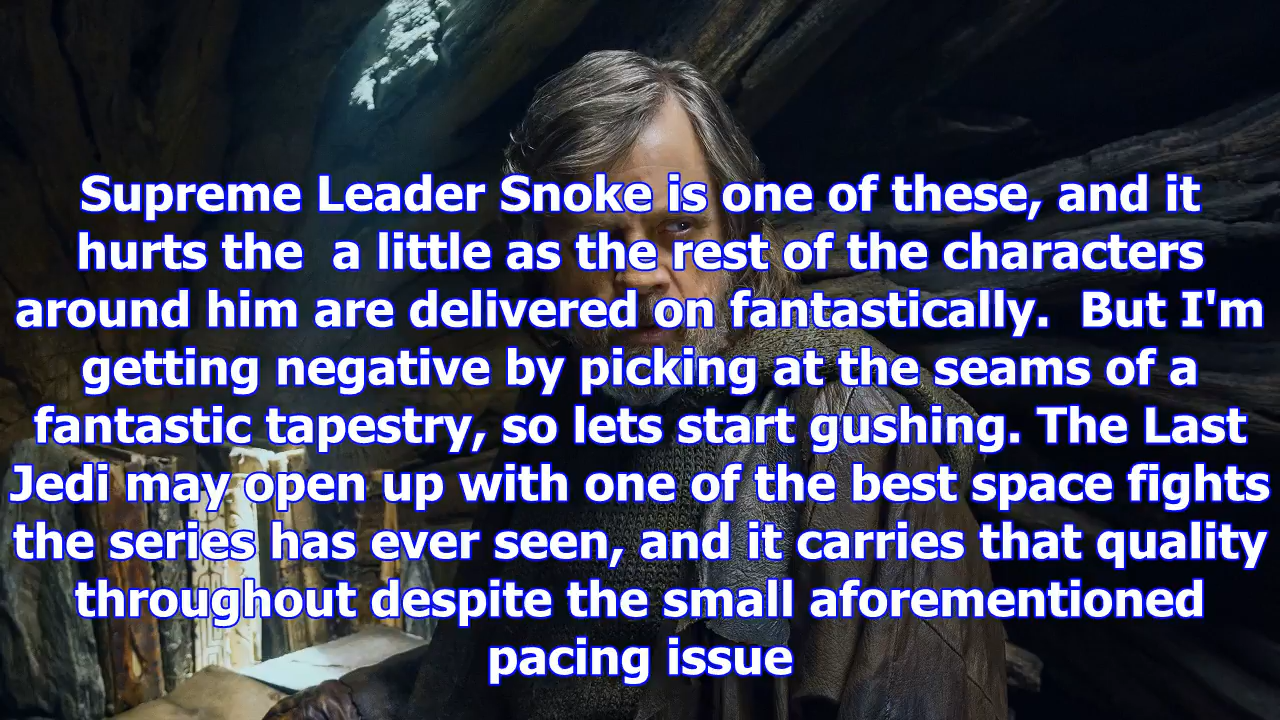 Supreme Leader Snoke is one of these, and it
hurts the  a little as the rest of the characters
around him are delivered on fantastically.  But I'm
getting negative by picking at the seams of a
fantastic tapestry, so lets start gushing. The Last
Jedi may open up with one of the best space fights
the series has ever seen, and it carries that quality
throughout despite the small aforementioned
pacing issue